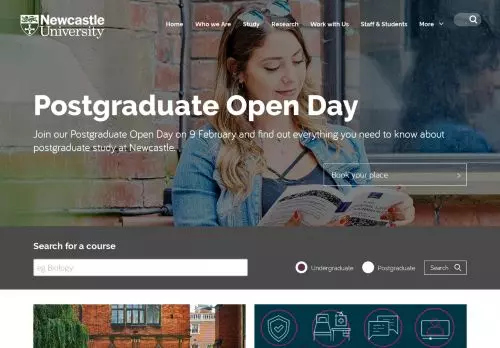 Newcastle
University
Home Who we Are Study Research Work with Us Staff & Students More
Postgraduate Open Day
Join our Postgraduate Open Day on 9 February and find out everything you need to know about
postgraduate study at Newcastle.
Book your place
Search for a course
eg Biology
Undergraduate Postgraduate Search